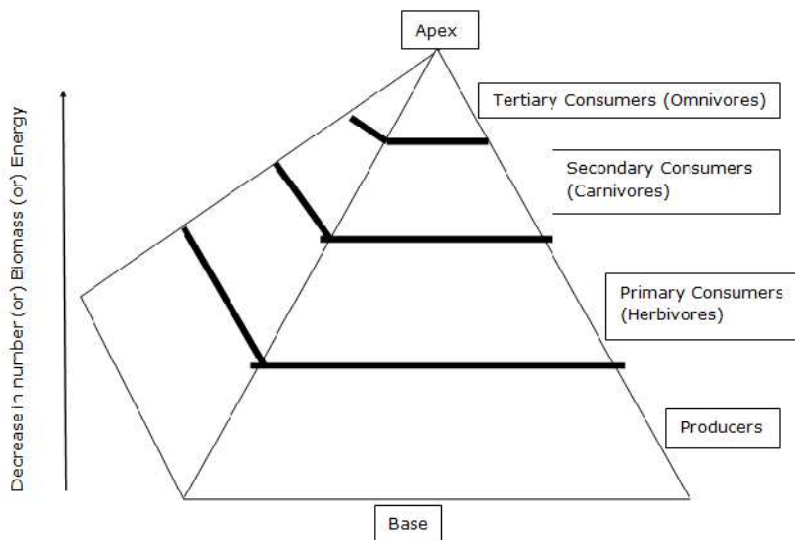 Apex
Tertiary Consumers (Omnivores)
Secondary Consumers
(Carnivores)
Primary Consumers
(Herbivores)
Producers
Base
Decrease in number (or) Biomass (or) Energy